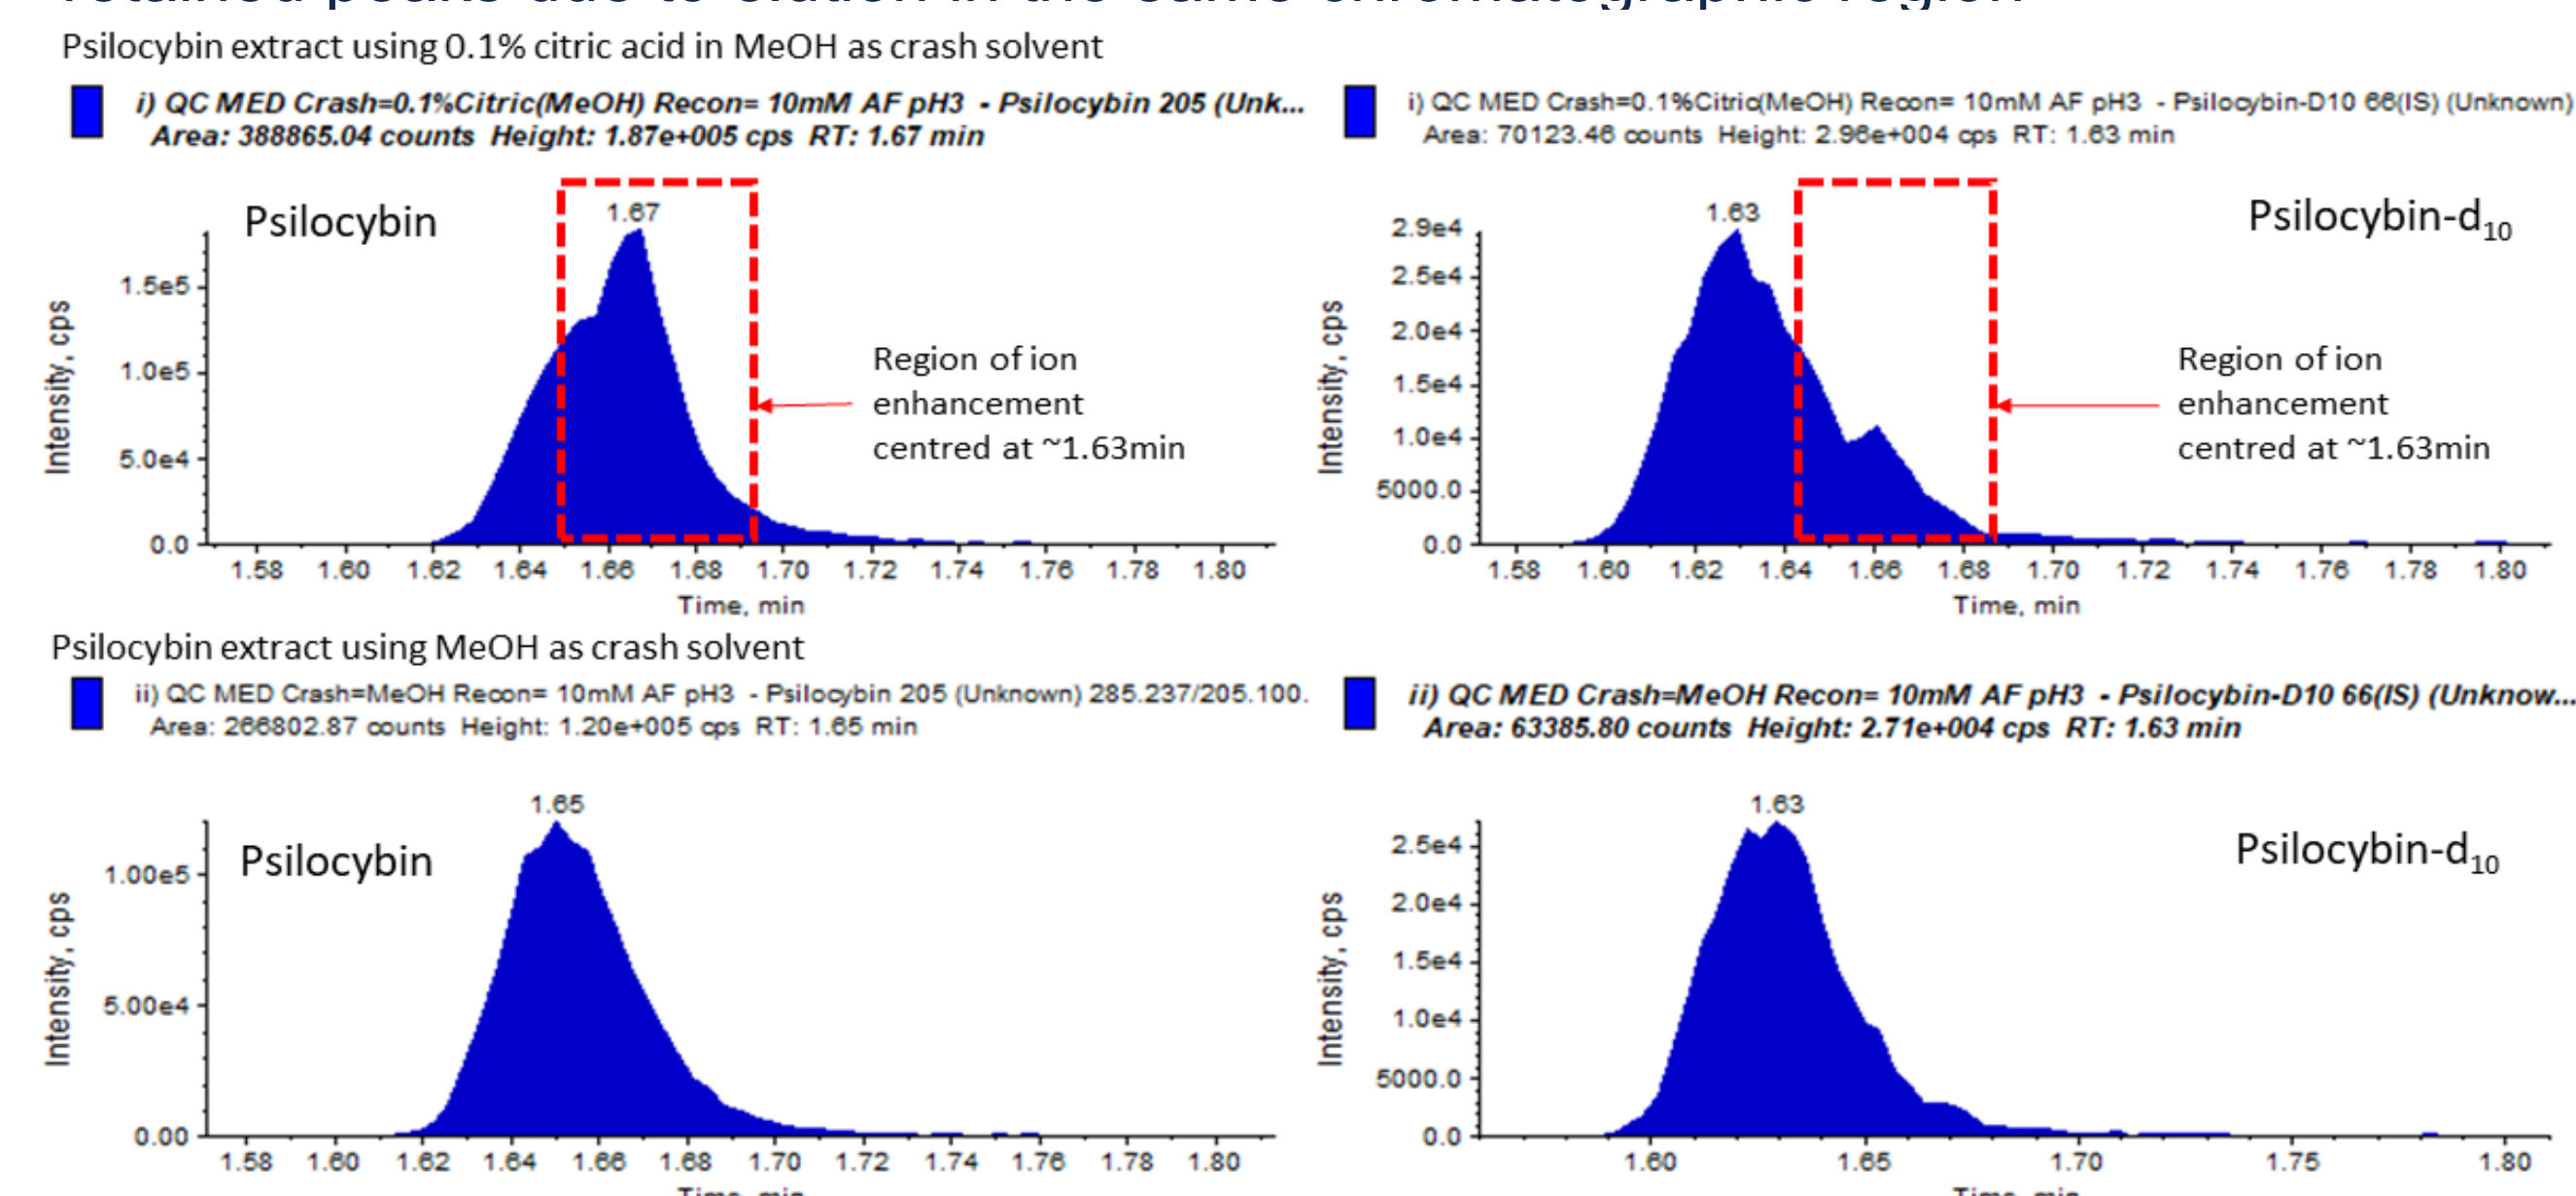 retained peaks due to elution in the same chromatographic region
Psilocybin extract using 0.1% citric acid in MeOH as crash solvent
i) QC MED Crash=0.1%Citric(MeOH) Recon= 10mM AF pH3 - Psilocybin 205 (Unk...
Area: 388865.04 counts Height: 1.87e+005 cps RT: 1.67 min
Psilocybin
1.67
Intensity, cps
1.5e5
1.0e5
5.0e4
0.0
Region of ion
enhancement
centred at ~1.63min
1.58 1.60 1.62 1.64 1.66 1.68 1.70 1.72 1.74 1.76 1.78 1.80
Time, min
i) QC MED Crash=0.1%Citric(MeOH) Recon= 10mM AF pH3 - Psilocybin-D10 66(IS) (Unknown)
Area: 70123.46 counts Height: 2.96e+004 cps RT: 1.63 min
1.63
Psilocybin-d10
Intensity, cps
2.9e4
2.5e4
2.0e4
1.5e4
1.0e4
5000.0
0.0
Region of ion
enhancement
centred at ~1.63min
1.58 1.60 1.62 1.64 1.66 1.68 1.70 1.72 1.74 1.76 1.78 1.80
Time, min
Psilocybin extract using MeOH as crash solvent
ii) QC MED Crash=MeOH Recon= 10mM AF pH3 - Psilocybin 205 (Unknown) 285.237/205.100.
Area: 266802.87 counts Height: 1.20e+005 cps RT: 1.65 min
1.65
Psilocybin
Intensity, cps
1.00e5
5.00e4
0.00
1.58 1.60 1.62 1.64 1.66 1.68 1.70 1.72 1.74 1.76 1.78 1.80
Time, min
ii) QC MED Crash=MeOH Recon= 10mM AF pH3 - Psilocybin-D10 66(IS) (Unknow...
Area: 63385.80 counts Height: 2.71e+004 cps RT: 1.63 min
1.63
Psilocybin-d10
Intensity, cps
2.5e4
2.0e4
1.5e4
1.0e4
5000.0
0.0
1.60 1.65 1.70 1.75 1.80
Time, min